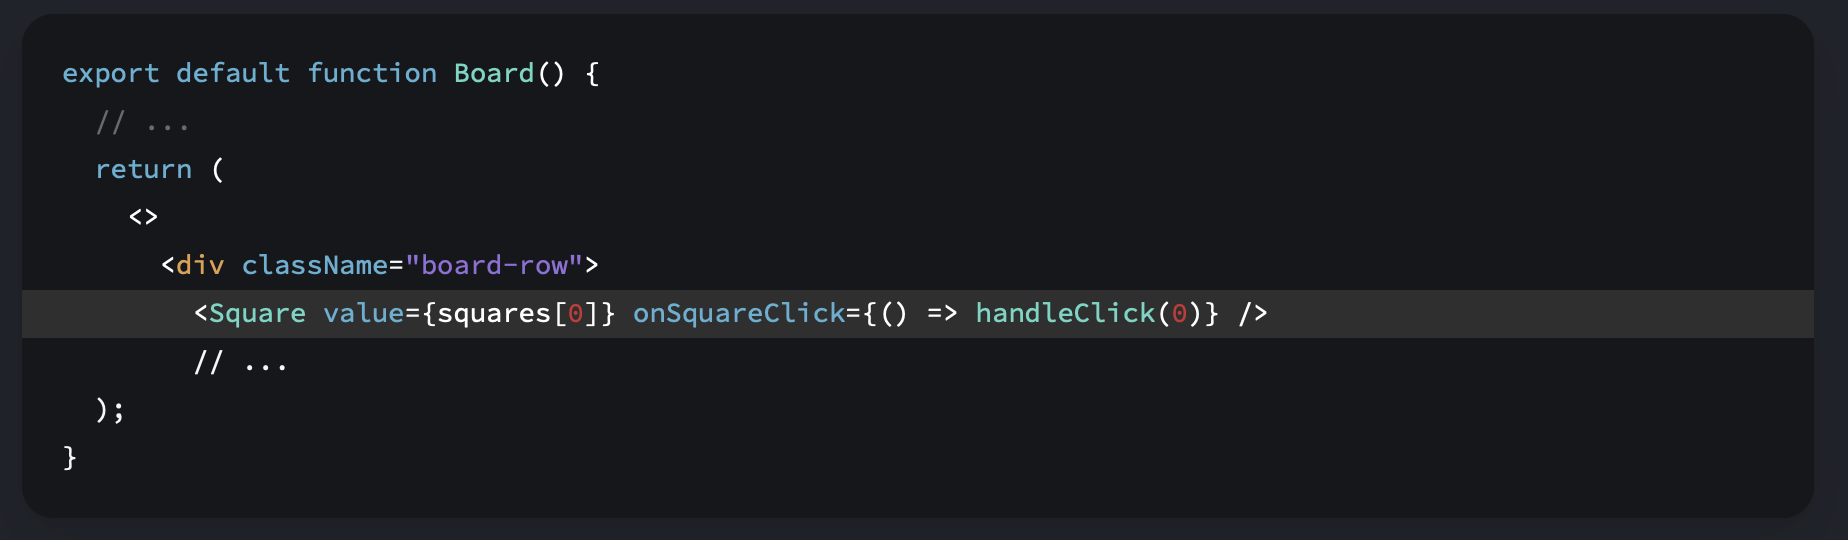 export default function Board() {
  // ...
  return (
    <>
      <div className="board-row">
        <Square value={squares[0]} onSquareClick={() => handleClick(0)} />
        // ...
  );
}